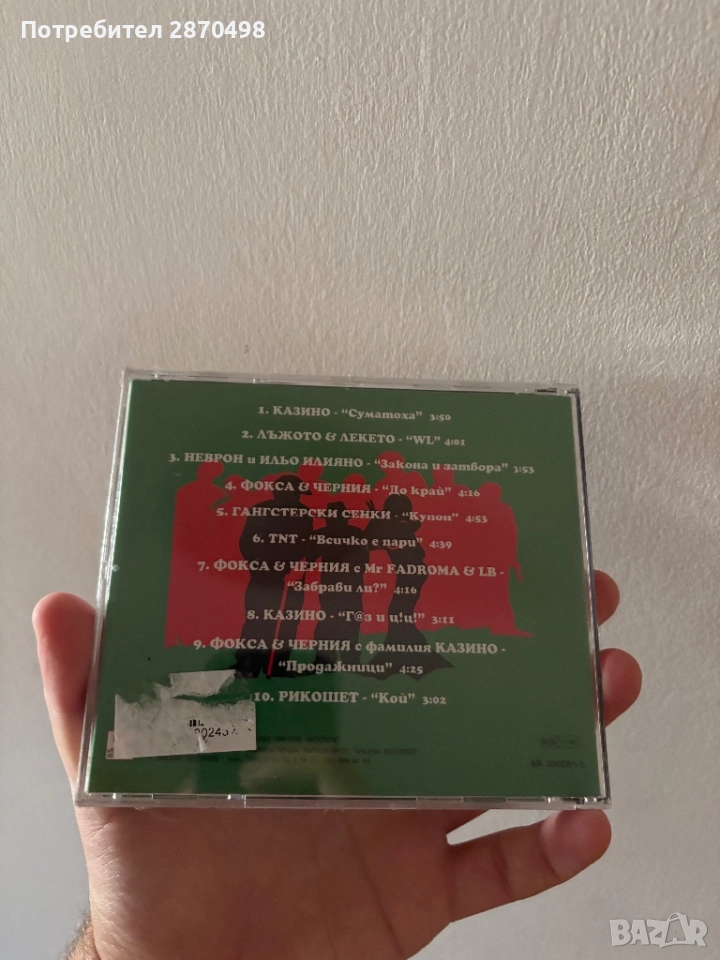 Потребител 2870498
1. КАЗИНО - “Суматоха” 3:50
2. ЛЪЖОТО & ЛЕКЕТО - “WL” 4:01
3. НЕВРОН и ИЛЬО ИЛИЯНО - “Закона и затвора” 3:53
4. ФОКСА & ЧЕРНИЯ - “До край” 4:16
5. ГАНГСТЕРСКИ СЕНКИ - “Купон” 4:53
6. TNT - “Всичко е пари” 4:39
7. ФОКСА & ЧЕРНИЯ с Mr FADROMA & LB -
“Забрави ли?” 4:16
8. КАЗИНО - “Г@з и ц!ц!” 3:11
9. ФОКСА & ЧЕРНИЯ с фамилия КАЗИНО -
“Продажници” 4:25
10. РИКОШЕТ - “Кой” 3:02
BAZAR